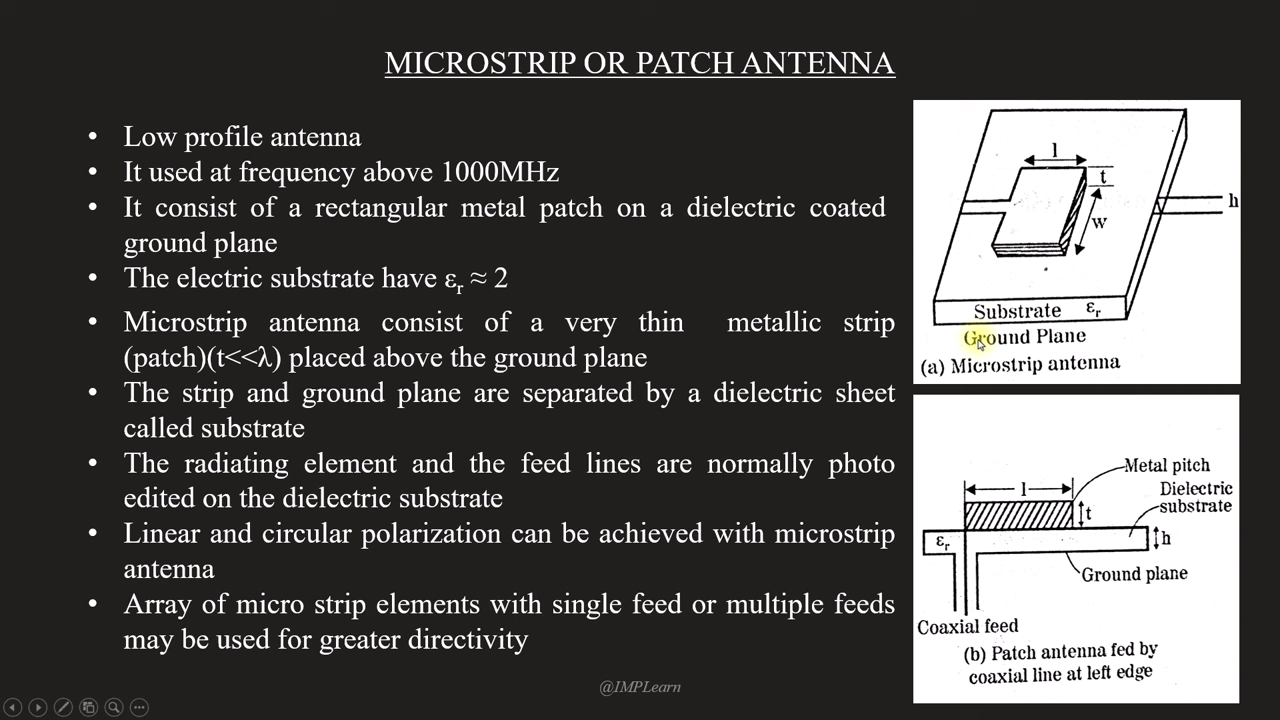 MICROSTRIP OR PATCH ANTENNA
• Low profile antenna
• It used at frequency above 1000MHz
• It consist of a rectangular metal patch on a dielectric coated
ground plane
• The electric substrate have εr ≈ 2
• Microstrip antenna consist of a very thin metallic strip
(patch)(t<<λ) placed above the ground plane
• The strip and ground plane are separated by a dielectric sheet
called substrate
• The radiating element and the feed lines are normally photo
edited on the dielectric substrate
• Linear and circular polarization can be achieved with microstrip
antenna
• Array of micro strip elements with single feed or multiple feeds
may be used for greater directivity
l
t
w
h
Substrate εr
Ground Plane
(a) Microstrip antenna
Metal pitch
l
Dielectric
substrate
t
εr
h
Ground plane
Coaxial feed
(b) Patch antenna fed by
coaxial line at left edge
@IMPLearn